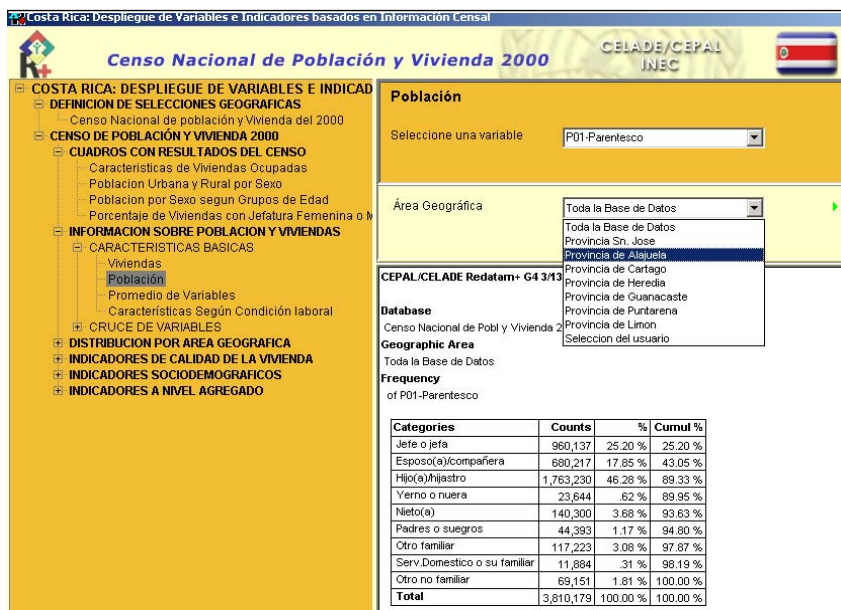 Costa Rica: Despliegue de Variables e Indicadores basados en Información Censal
R+
Censo Nacional de Población y Vivienda 2000
CELADE/CEPAL
INEC
COSTA RICA: DESPLIEGUE DE VARIABLES E INDICAD
DEFINICION DE SELECCIONES GEOGRAFICAS
Censo Nacional de población y Vivienda del 2000
CENSO DE POBLACIÓN Y VIVIENDA 2000
CUADROS CON RESULTADOS DEL CENSO
Caracteristicas de Viviendas Ocupadas
Poblacion Urbana y Rural por Sexo
Poblacion por Sexo segun Grupos de Edad
Porcentaje de Viviendas con Jefatura Femenina o M
INFORMACION SOBRE POBLACION Y VIVIENDAS
CARACTERISTICAS BASICAS
Viviendas
Población
Promedio de Variables
Características Según Condición laboral
CRUCE DE VARIABLES
DISTRIBUCION POR AREA GEOGRAFICA
INDICADORES DE CALIDAD DE LA VIVIENDA
INDICADORES SOCIODEMOGRAFICOS
INDICADORES A NIVEL AGREGADO
Población
Seleccione una variable P01-Parentesco
Área Geográfica Toda la Base de Datos
Toda la Base de Datos
Provincia Sn. Jose
Provincia de Alajuela
Provincia de Cartago
Provincia de Heredia
Provincia de Guanacaste
Provincia de Puntarena
Provincia de Limon
Seleccion del usuario
CEPAL/CELADE Redatam+ G4 3/13
Database
Censo Nacional de Pobl y Vivienda 2
Geographic Area
Toda la Base de Datos
Frequency
of P01-Parentesco
Categories Counts % Cumul %
Jefe o jefa 960,137 25.20 % 25.20 %
Esposo(a)/compañera 680,217 17.85 % 43.05 %
Hijo(a)/hijastro 1,763,230 46.28 % 89.33 %
Yerno o nuera 23,644 .62 % 89.95 %
Nieto(a) 140,300 3.68 % 93.63 %
Padres o suegros 44,393 1.17 % 94.80 %
Otro familiar 117,223 3.08 % 97.87 %
Serv.Domestico o su familiar 11,884 .31 % 98.19 %
Otro no familiar 69,151 1.81 % 100.00 %
Total 3,810,179 100.00 % 100.00 %